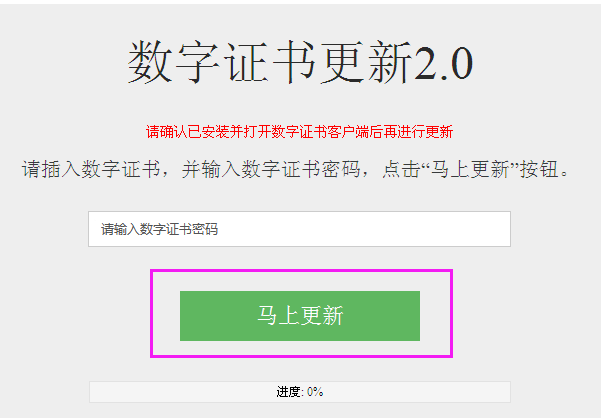 数字证书更新2.0
请确认已安装并打开数字证书客户端后再进行更新
请插入数字证书，并输入数字证书密码，点击“马上更新”按钮。
请输入数字证书密码
马上更新
进度: 0%